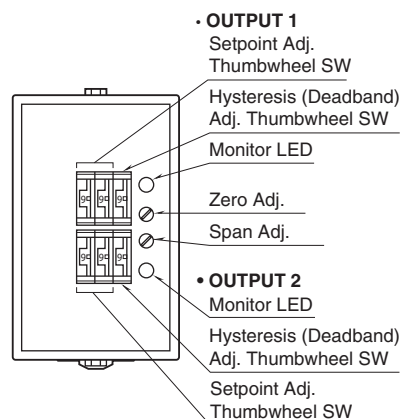 • OUTPUT 1
Setpoint Adj.
Thumbwheel SW
Hysteresis (Deadband)
Adj. Thumbwheel SW
Monitor LED
Zero Adj.
Span Adj.
• OUTPUT 2
Monitor LED
Hysteresis (Deadband)
Adj. Thumbwheel SW
Setpoint Adj.
Thumbwheel SW